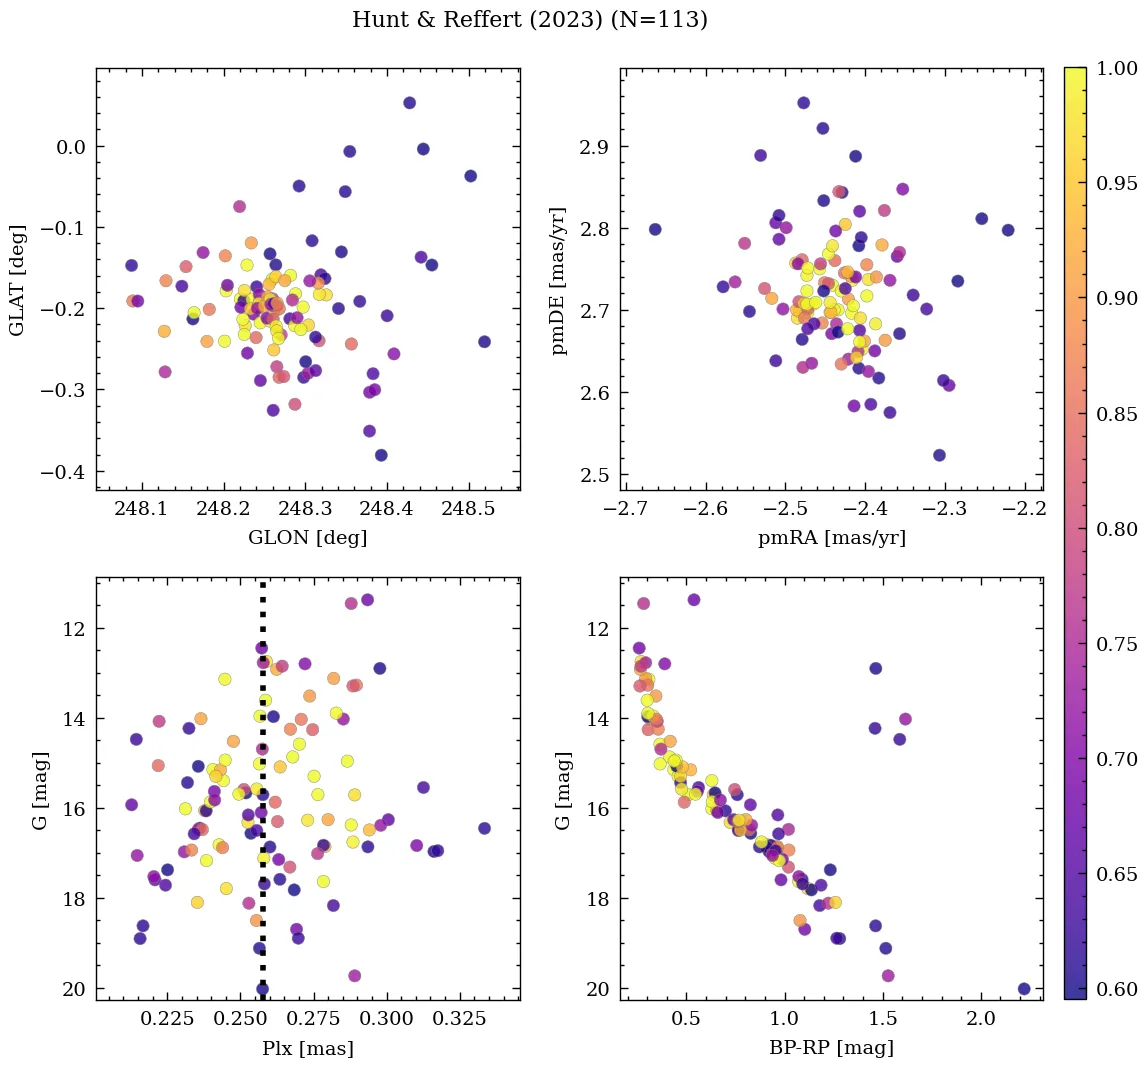 Hunt & Reffert (2023) (N=113)
0.0
−0.1
−0.2
−0.3
−0.4
GLAT [deg]
248.1 248.2 248.3 248.4 248.5
GLON [deg]
2.9
2.8
2.7
2.6
2.5
pmDE [mas/yr]
−2.7 −2.6 −2.5 −2.4 −2.3 −2.2
pmRA [mas/yr]
12
14
16
18
20
G [mag]
0.225 0.250 0.275 0.300 0.325
Plx [mas]
12
14
16
18
20
G [mag]
0.5 1.0 1.5 2.0
BP-RP [mag]
1.00
0.95
0.90
0.85
0.80
0.75
0.70
0.65
0.60